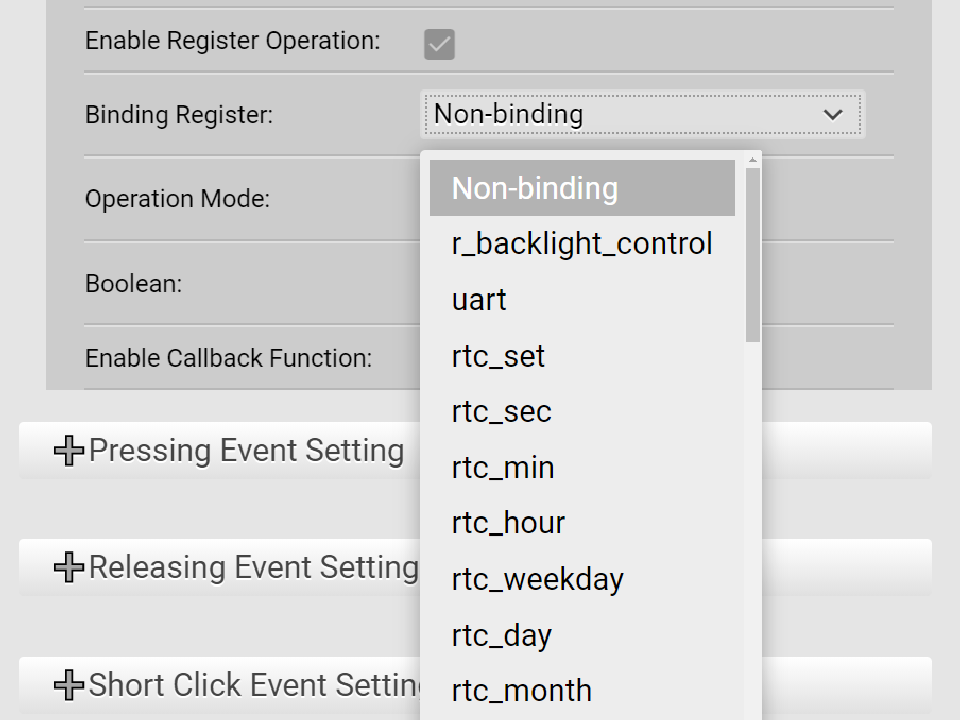 Enable Register Operation:
Binding Register:
Non-binding
Non-binding
Operation Mode:
r_backlight_control
Boolean:
uart
Enable Callback Function:
rtc_set
rtc_sec
Pressing Event Setting
rtc_min
rtc_hour
Releasing Event Setting
rtc_weekday
rtc_day
Short Click Event Settin
rtc_month